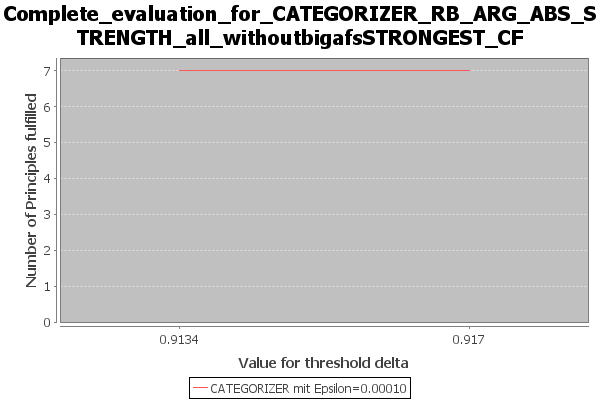 Complete_evaluation_for_CATEGORIZER_RB_ARG_ABS_S
TRENGTH_all_withoutbigafsSTRONGEST_CF
Number of Principles fulfilled
7
6
5
4
3
2
1
0
0.9134
0.917
Value for threshold delta
CATEGORIZER mit Epsilon=0.00010